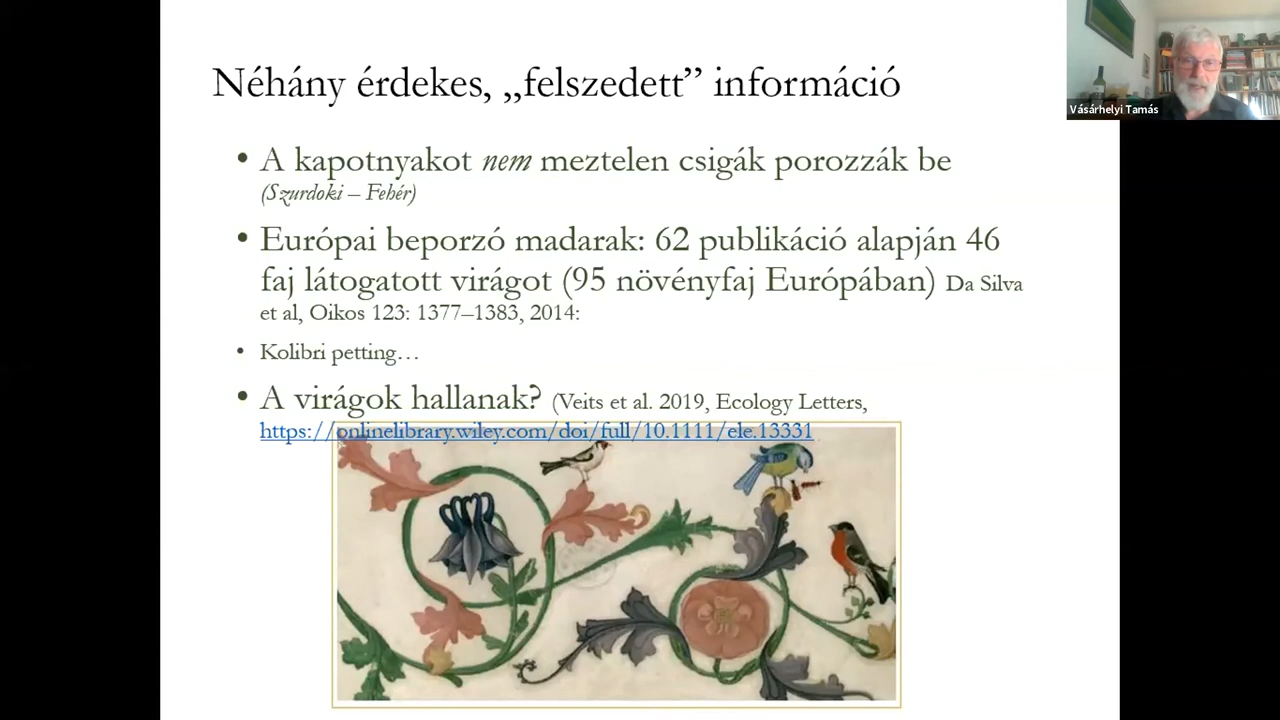 Néhány érdekes, „felszedett” információ
Vásárhelyi Tamás
• A kapotnyakot nem meztelen csigák porozzák be
(Szurdoki – Fehér)
• Európai beporzó madarak: 62 publikáció alapján 46
faj látogatott virágot (95 növényfaj Európában) Da Silva
et al, Oikos 123: 1377–1383, 2014:
• Kolibri petting…
• A virágok hallanak? (Veits et al. 2019, Ecology Letters,
https://onlinelibrary.wiley.com/doi/full/10.1111/ele.13331